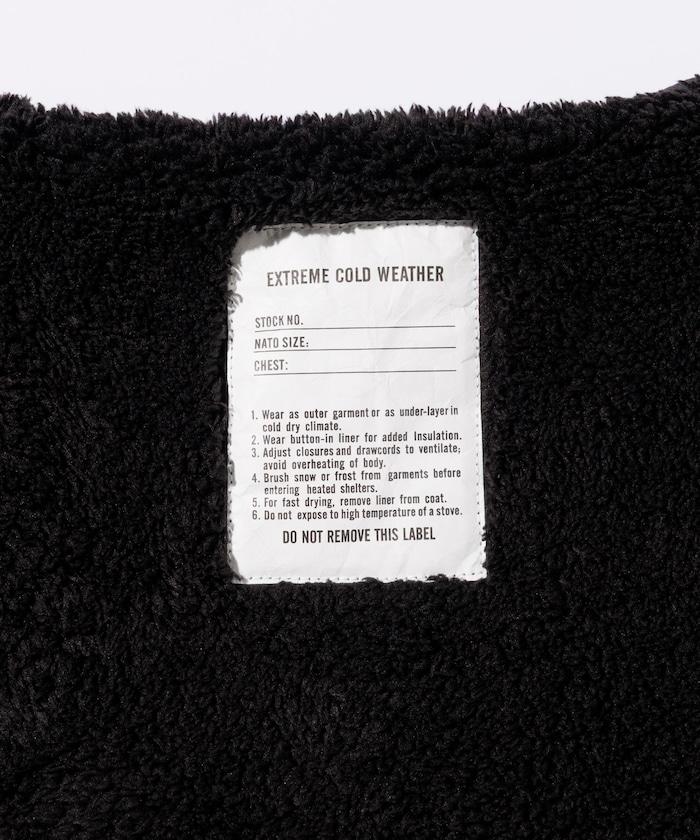 EXTREME COLD WEATHER
STOCK NO.
NATO SIZE:
CHEST:
1. Wear as outer garment or as under-layer in
cold dry climate.
2. Wear button-in liner for added Insulation.
3. Adjust closures and drawcords to ventilate;
avoid overheating of body.
4. Brush snow or frost from garments before
entering heated shelters.
5. For fast drying, remove liner from coat.
6. Do not expose to high temperature of a stove.
DO NOT REMOVE THIS LABEL